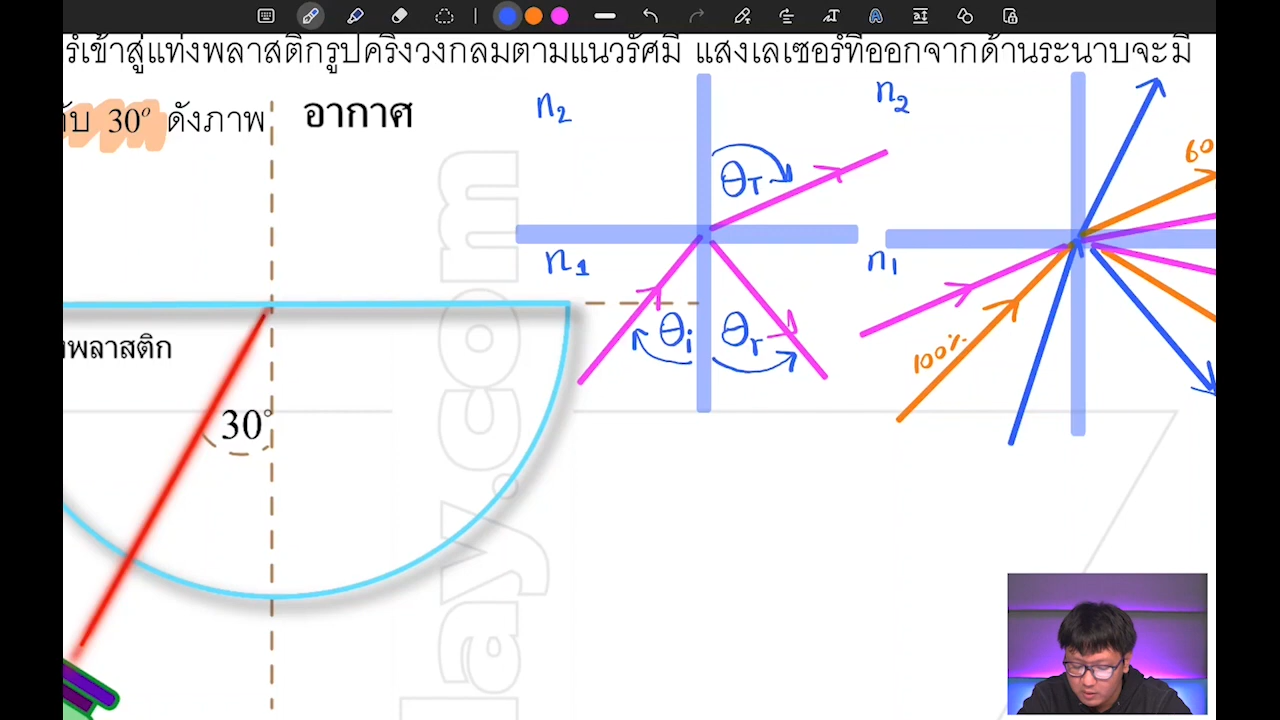 เข้าสู่แท่งพลาสติกรูปครึ่งวงกลมตามแนวรัศมี แสงเลเซอร์ที่ออกจากด้านระนาบจะมี
30° ดังภาพ
อากาศ
n2
n2
60
θT
n1
n1
พลาสติก
θi
θr
100%
30°
lay.com